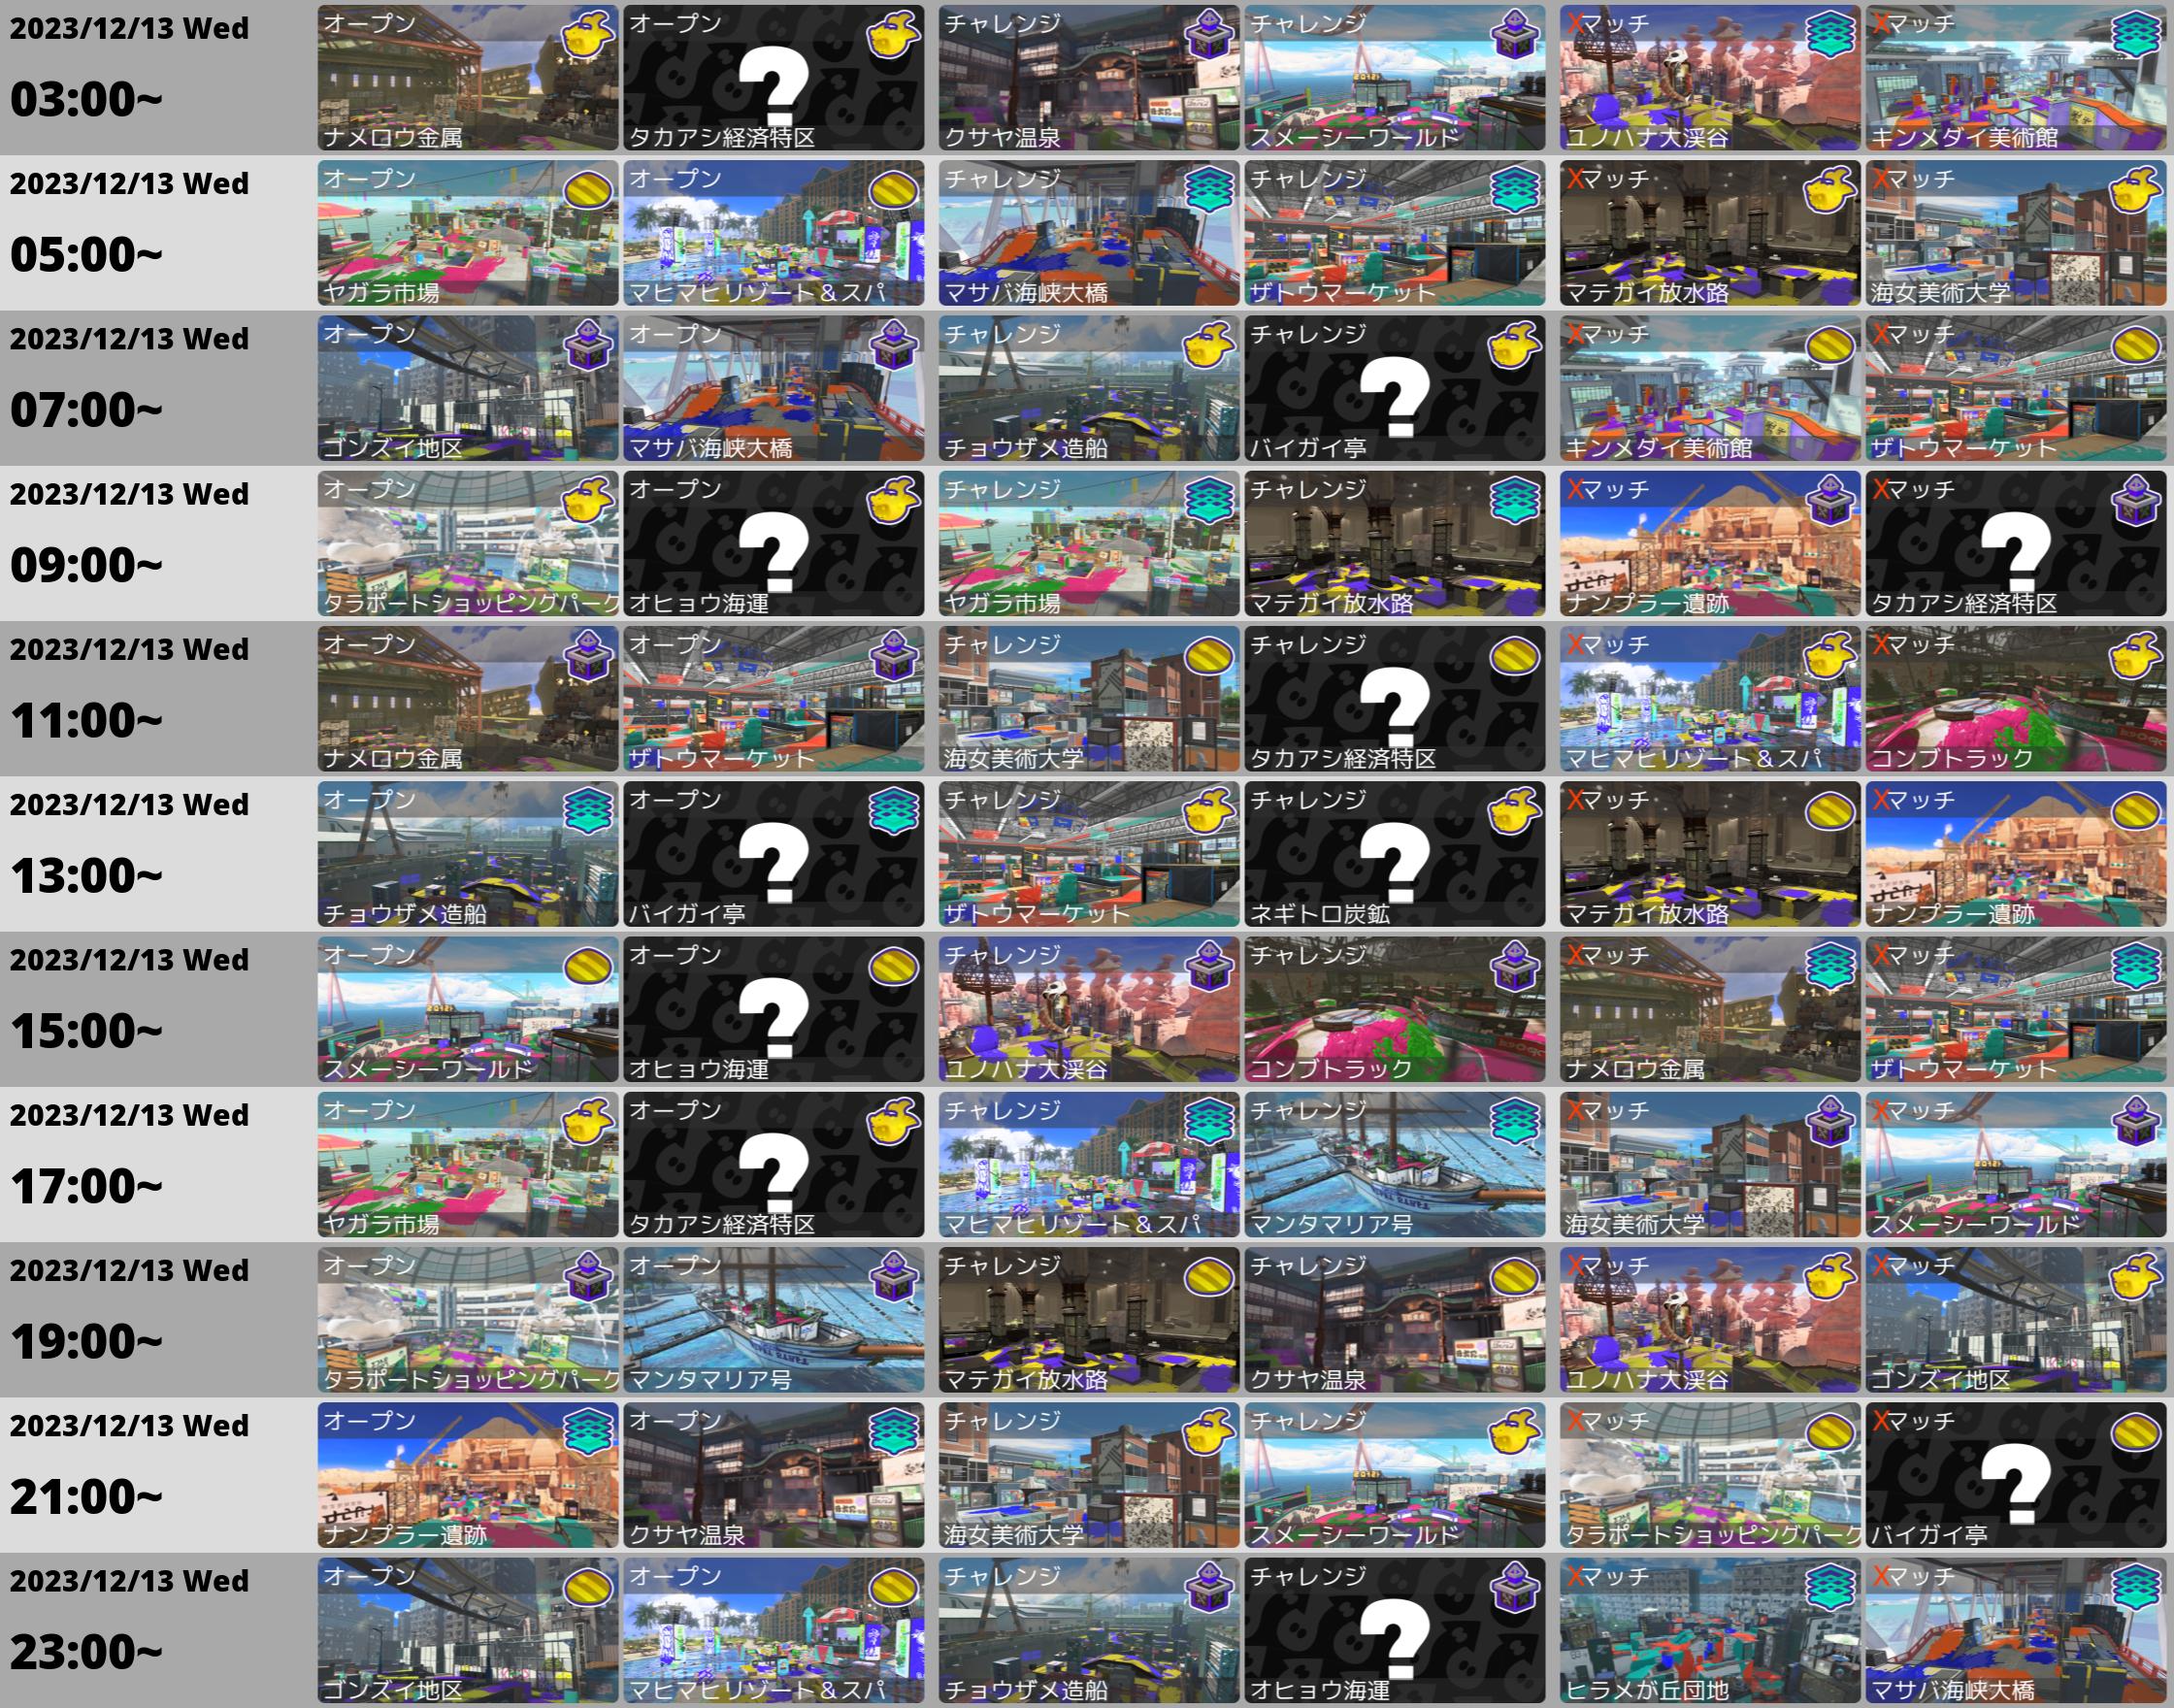 2023/12/13 Wed
03:00~
オープン
ナメロウ金属
オープン
タカアシ経済特区
チャレンジ
クサヤ温泉
チャレンジ
スメーシーワールド
Xマッチ
ユノハナ大渓谷
Xマッチ
キンメダイ美術館
2023/12/13 Wed
05:00~
オープン
ヤガラ市場
オープン
マヒマヒリゾート&スパ
チャレンジ
マサバ海峡大橋
チャレンジ
ザトウマーケット
Xマッチ
マテガイ放水路
Xマッチ
海女美術大学
2023/12/13 Wed
07:00~
オープン
ゴンズイ地区
オープン
マサバ海峡大橋
チャレンジ
チョウザメ造船
チャレンジ
バイガイ亭
Xマッチ
キンメダイ美術館
Xマッチ
ザトウマーケット
2023/12/13 Wed
09:00~
オープン
タラポートショッピングパーク
オープン
オヒョウ海運
チャレンジ
ヤガラ市場
チャレンジ
マテガイ放水路
Xマッチ
ナンプラー遺跡
Xマッチ
タカアシ経済特区
2023/12/13 Wed
11:00~
オープン
ナメロウ金属
オープン
ザトウマーケット
チャレンジ
海女美術大学
チャレンジ
タカアシ経済特区
Xマッチ
マヒマヒリゾート&スパ
Xマッチ
コンブトラック
2023/12/13 Wed
13:00~
オープン
チョウザメ造船
オープン
バイガイ亭
チャレンジ
ザトウマーケット
チャレンジ
ネギトロ炭鉱
Xマッチ
マテガイ放水路
Xマッチ
ナンプラー遺跡
2023/12/13 Wed
15:00~
オープン
スメーシーワールド
オープン
オヒョウ海運
チャレンジ
ユノハナ大渓谷
チャレンジ
コンブトラック
Xマッチ
ナメロウ金属
Xマッチ
ザトウマーケット
2023/12/13 Wed
17:00~
オープン
ヤガラ市場
オープン
タカアシ経済特区
チャレンジ
マヒマヒリゾート&スパ
チャレンジ
マンタマリア号
Xマッチ
海女美術大学
Xマッチ
スメーシーワールド
2023/12/13 Wed
19:00~
オープン
タラポートショッピングパーク
オープン
マンタマリア号
チャレンジ
マテガイ放水路
チャレンジ
クサヤ温泉
Xマッチ
ユノハナ大渓谷
Xマッチ
ゴンズイ地区
2023/12/13 Wed
21:00~
オープン
ナンプラー遺跡
オープン
クサヤ温泉
チャレンジ
海女美術大学
チャレンジ
スメーシーワールド
Xマッチ
タラポートショッピングパーク
Xマッチ
バイガイ亭
2023/12/13 Wed
23:00~
オープン
ゴンズイ地区
オープン
マヒマヒリゾート&スパ
チャレンジ
チョウザメ造船
チャレンジ
オヒョウ海運
Xマッチ
ヒラメが丘団地
Xマッチ
マサバ海峡大橋